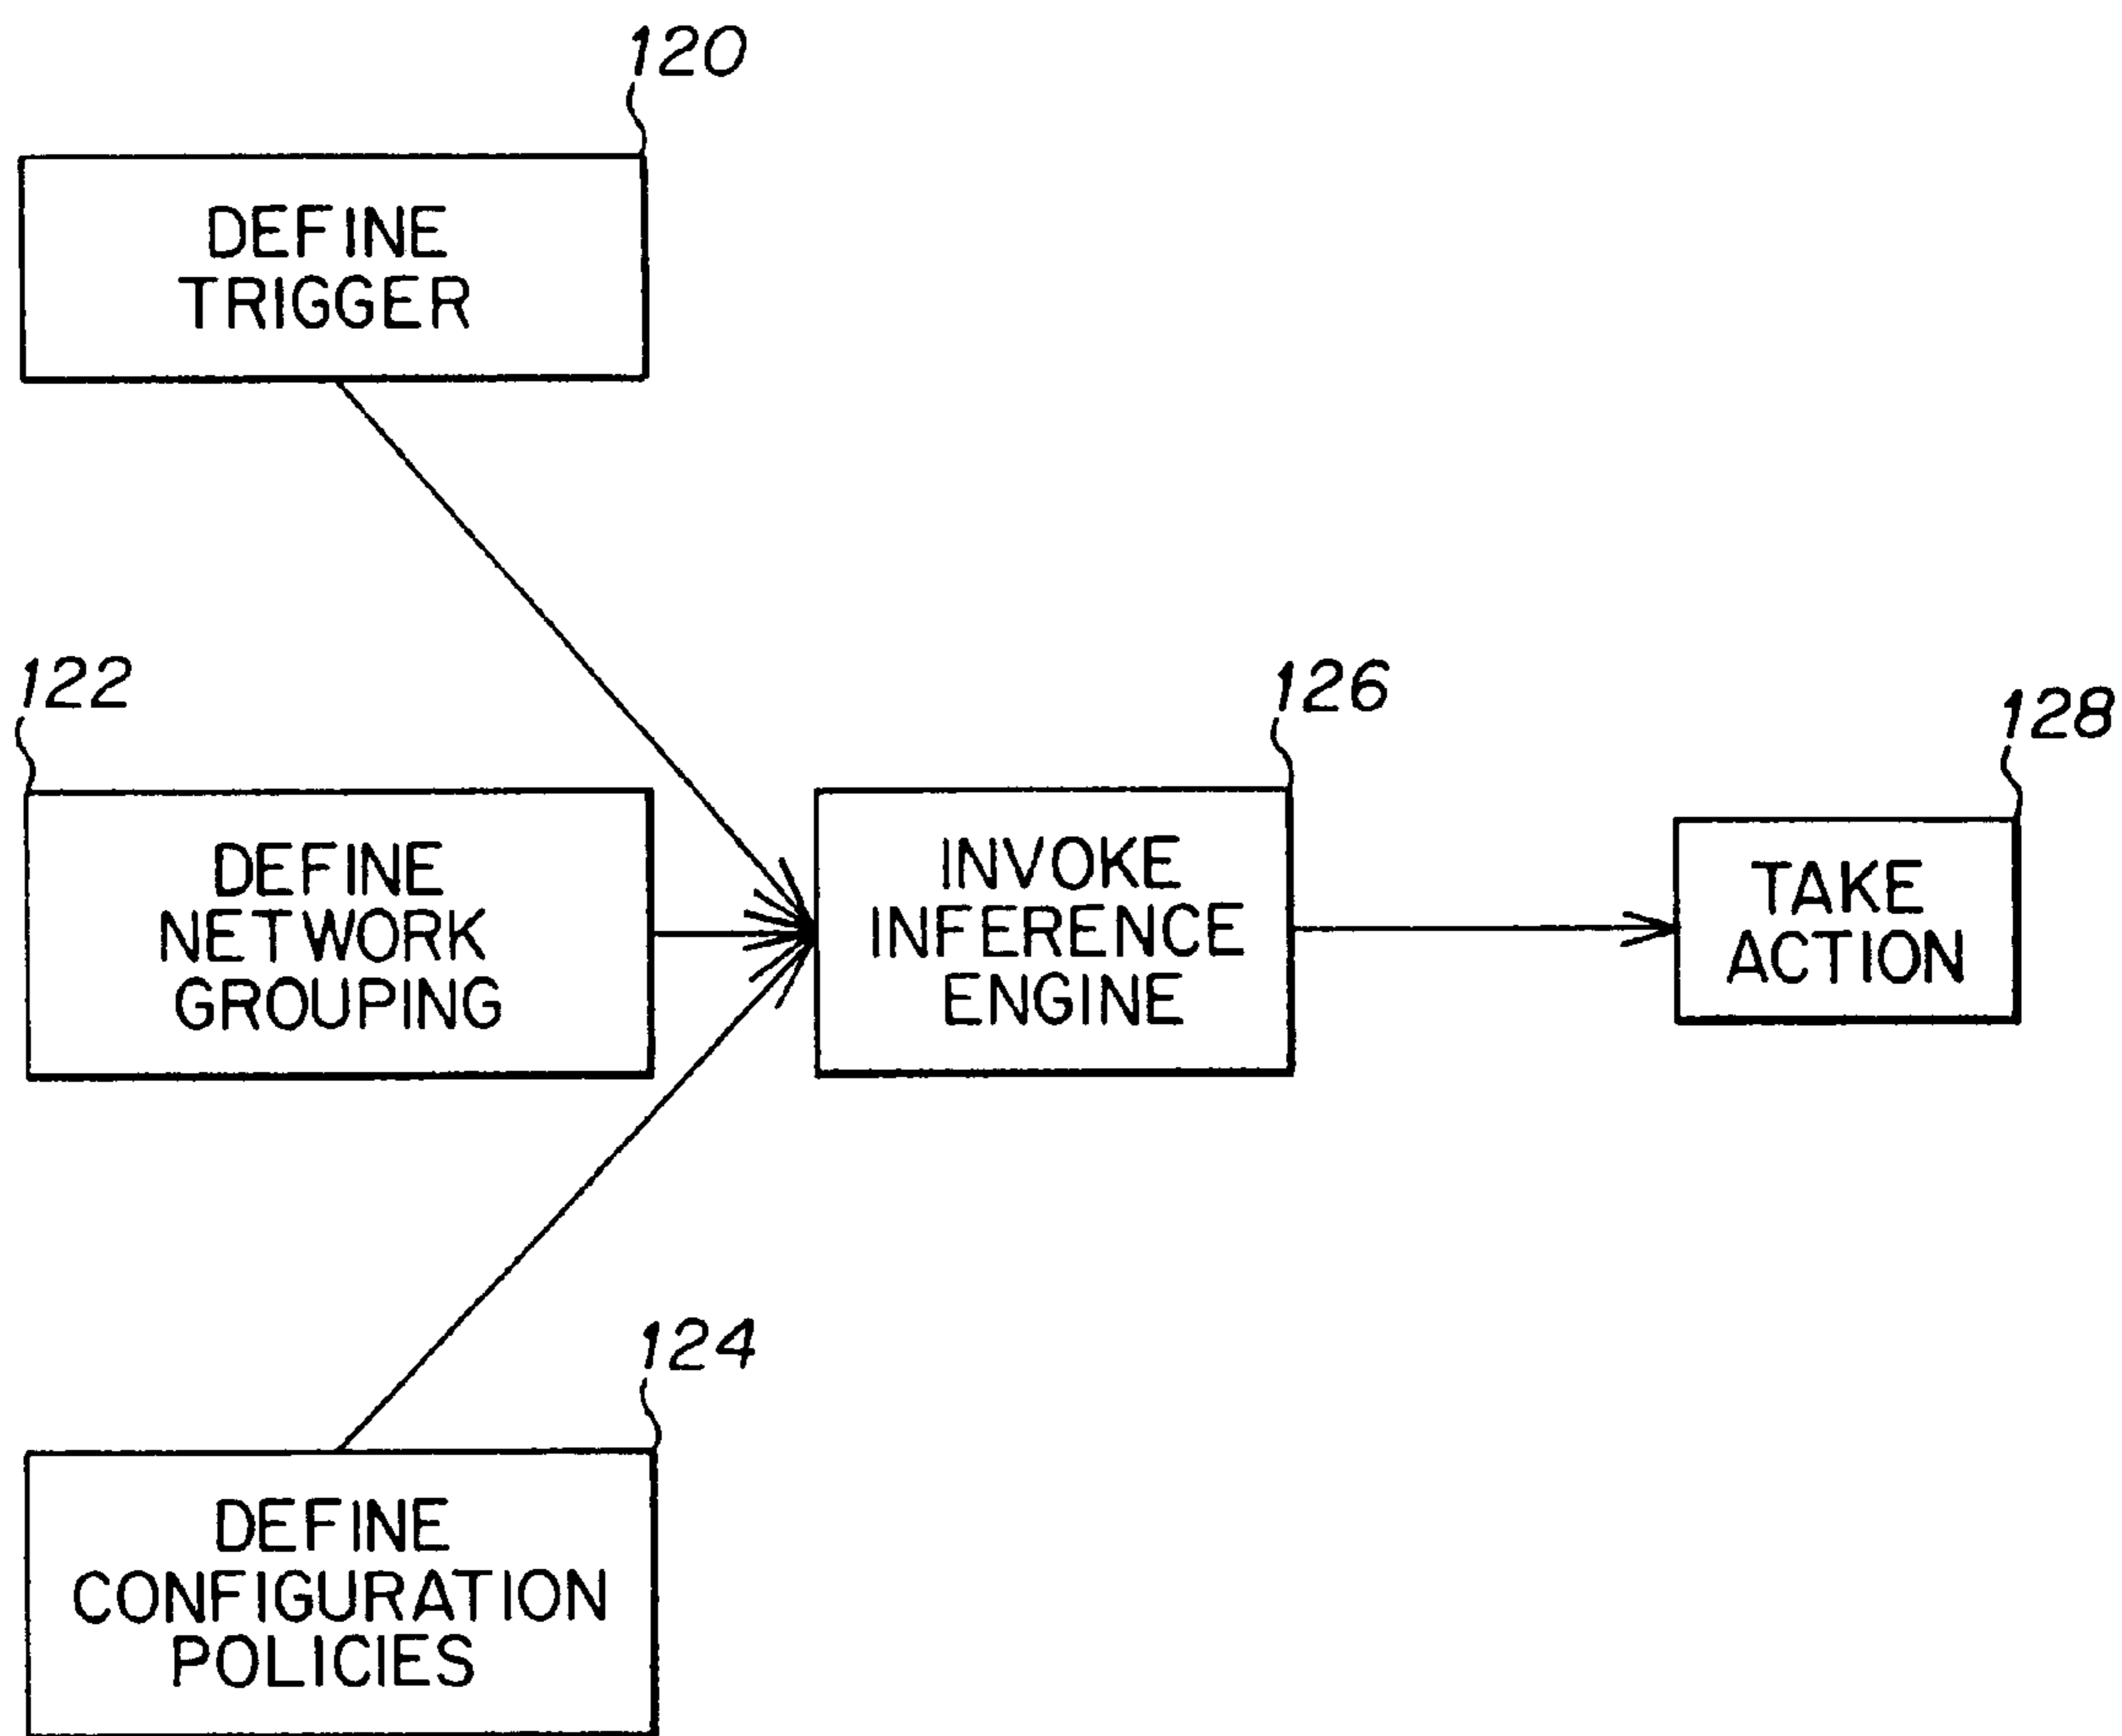 120
DEFINE
TRIGGER
122
DEFINE
NETWORK
GROUPING
126
INVOKE
INFERENCE
ENGINE
128
TAKE
ACTION
124
DEFINE
CONFIGURATION
POLICIES